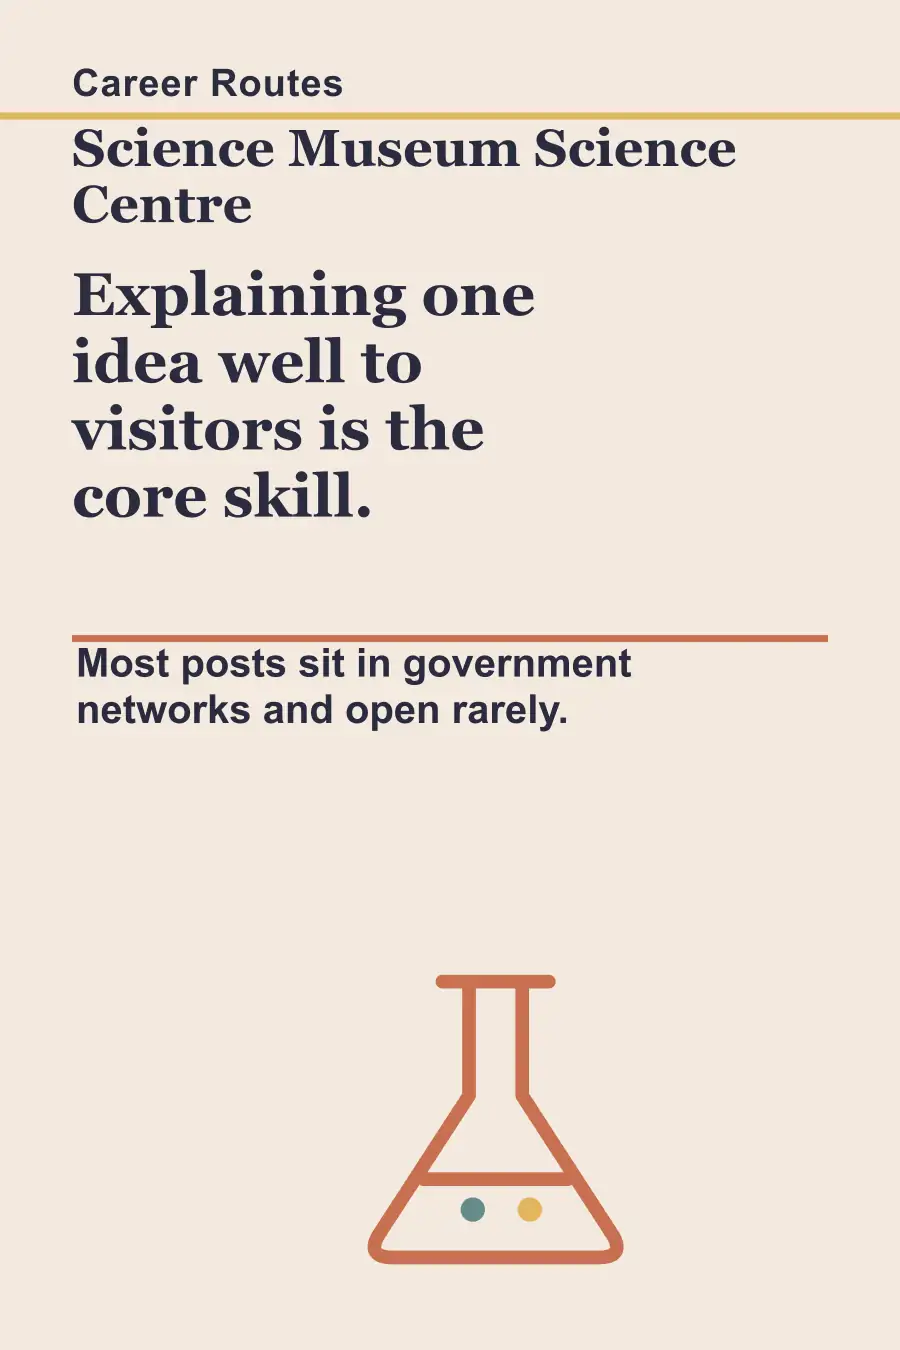 Career Routes
Science Museum Science
Centre
Explaining one
idea well to
visitors is the
core skill.
Most posts sit in government
networks and open rarely.